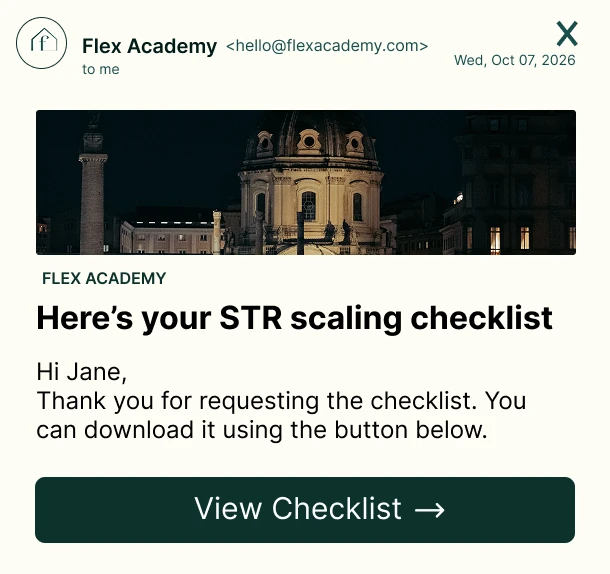 f
Flex Academy <hello@flexacademy.com>
to me
X
Wed, Oct 07, 2026
FLEX ACADEMY
Here’s your STR scaling checklist
Hi Jane,
Thank you for requesting the checklist. You
can download it using the button below.
View Checklist →